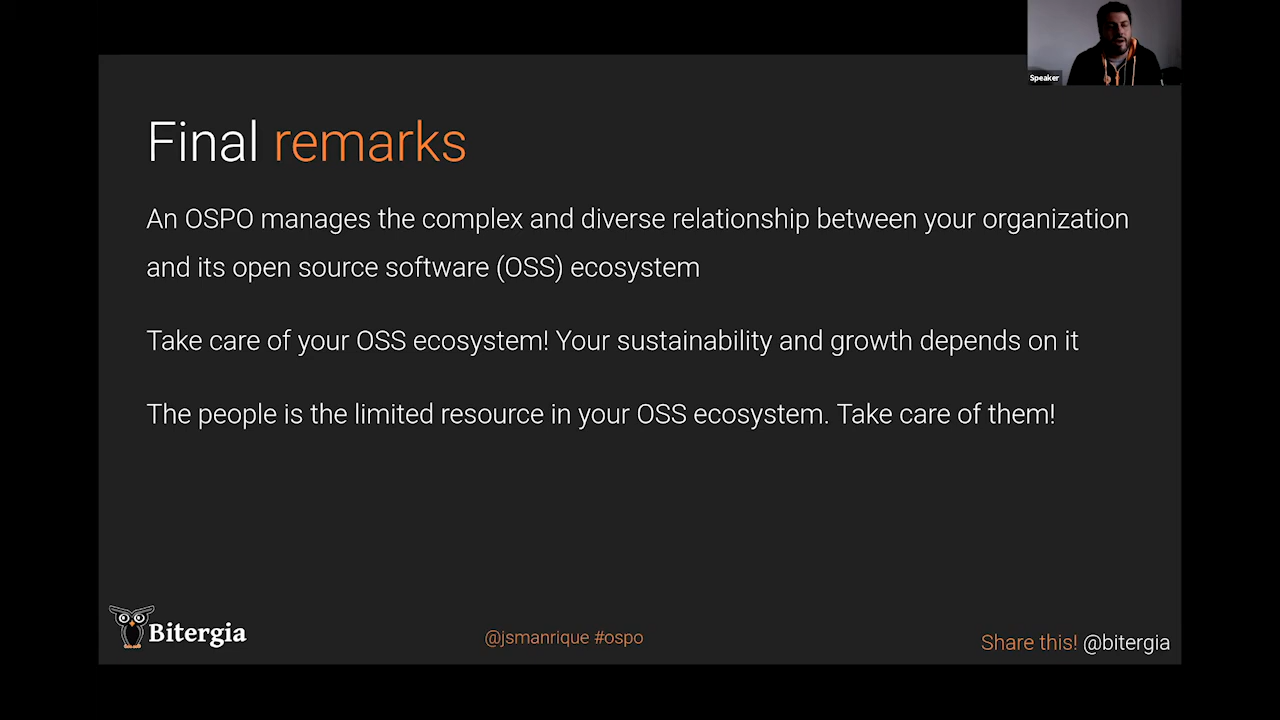 Speaker
Final remarks
An OSPO manages the complex and diverse relationship between your organization
and its open source software (OSS) ecosystem
Take care of your OSS ecosystem! Your sustainability and growth depends on it
The people is the limited resource in your OSS ecosystem. Take care of them!
Bitergia
@jsmanrique #ospo
Share this! @bitergia